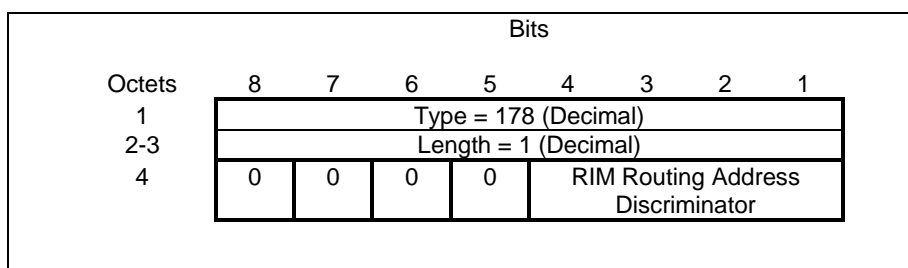 Bits
Octets 8 7 6 5 4 3 2 1
1 Type = 178 (Decimal)
2-3 Length = 1 (Decimal)
4 0 0 0 0 RIM Routing Address
Discriminator